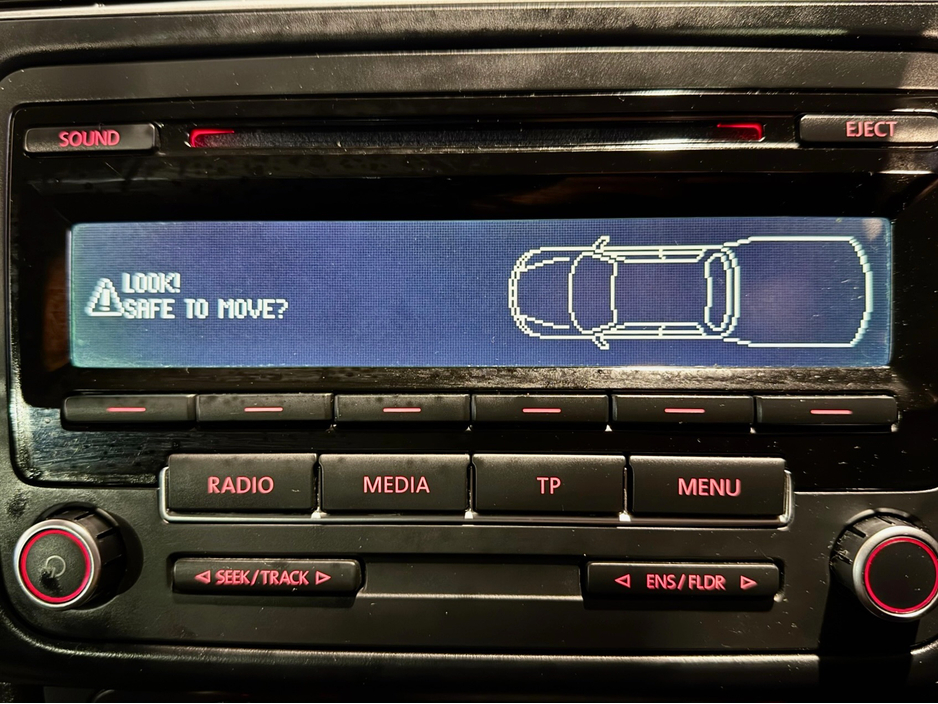 SOUND
EJECT
LOOK!
SAFE TO MOVE?
RADIO
MEDIA
TP
MENU
SEEK/TRACK
ENS/FLDR